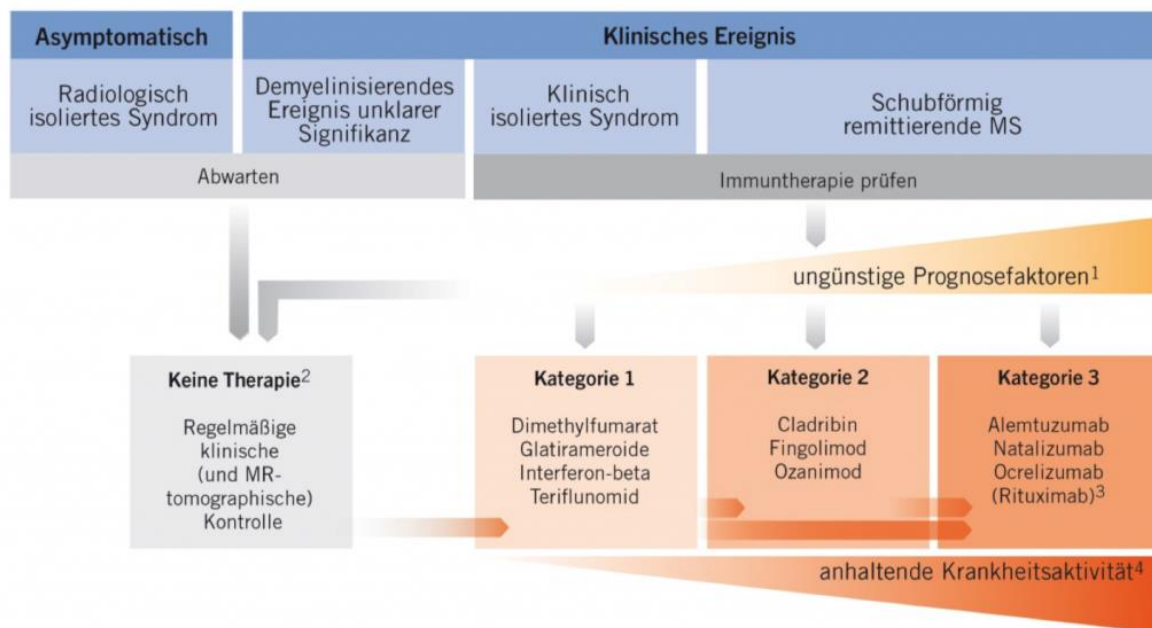 Asymptomatisch
Klinisches Ereignis
Radiologisch
isoliertes Syndrom
Demyelinisierendes
Ereignis unklarer
Signifikanz
Klinisch
isoliertes Syndrom
Schubförmig
remittierende MS
Abwarten
Immuntherapie prüfen
ungünstige Prognosefaktoren¹
Keine Therapie²
Regelmäßige
klinische
(und MR-
tomographische)
Kontrolle
Kategorie 1
Dimethylfumarat
Glatirameroide
Interferon-beta
Teriflunomid
Kategorie 2
Cladribin
Fingolimod
Ozanimod
Kategorie 3
Alemtuzumab
Natalizumab
Ocrelizumab
(Rituximab)³
anhaltende Krankheitsaktivität⁴